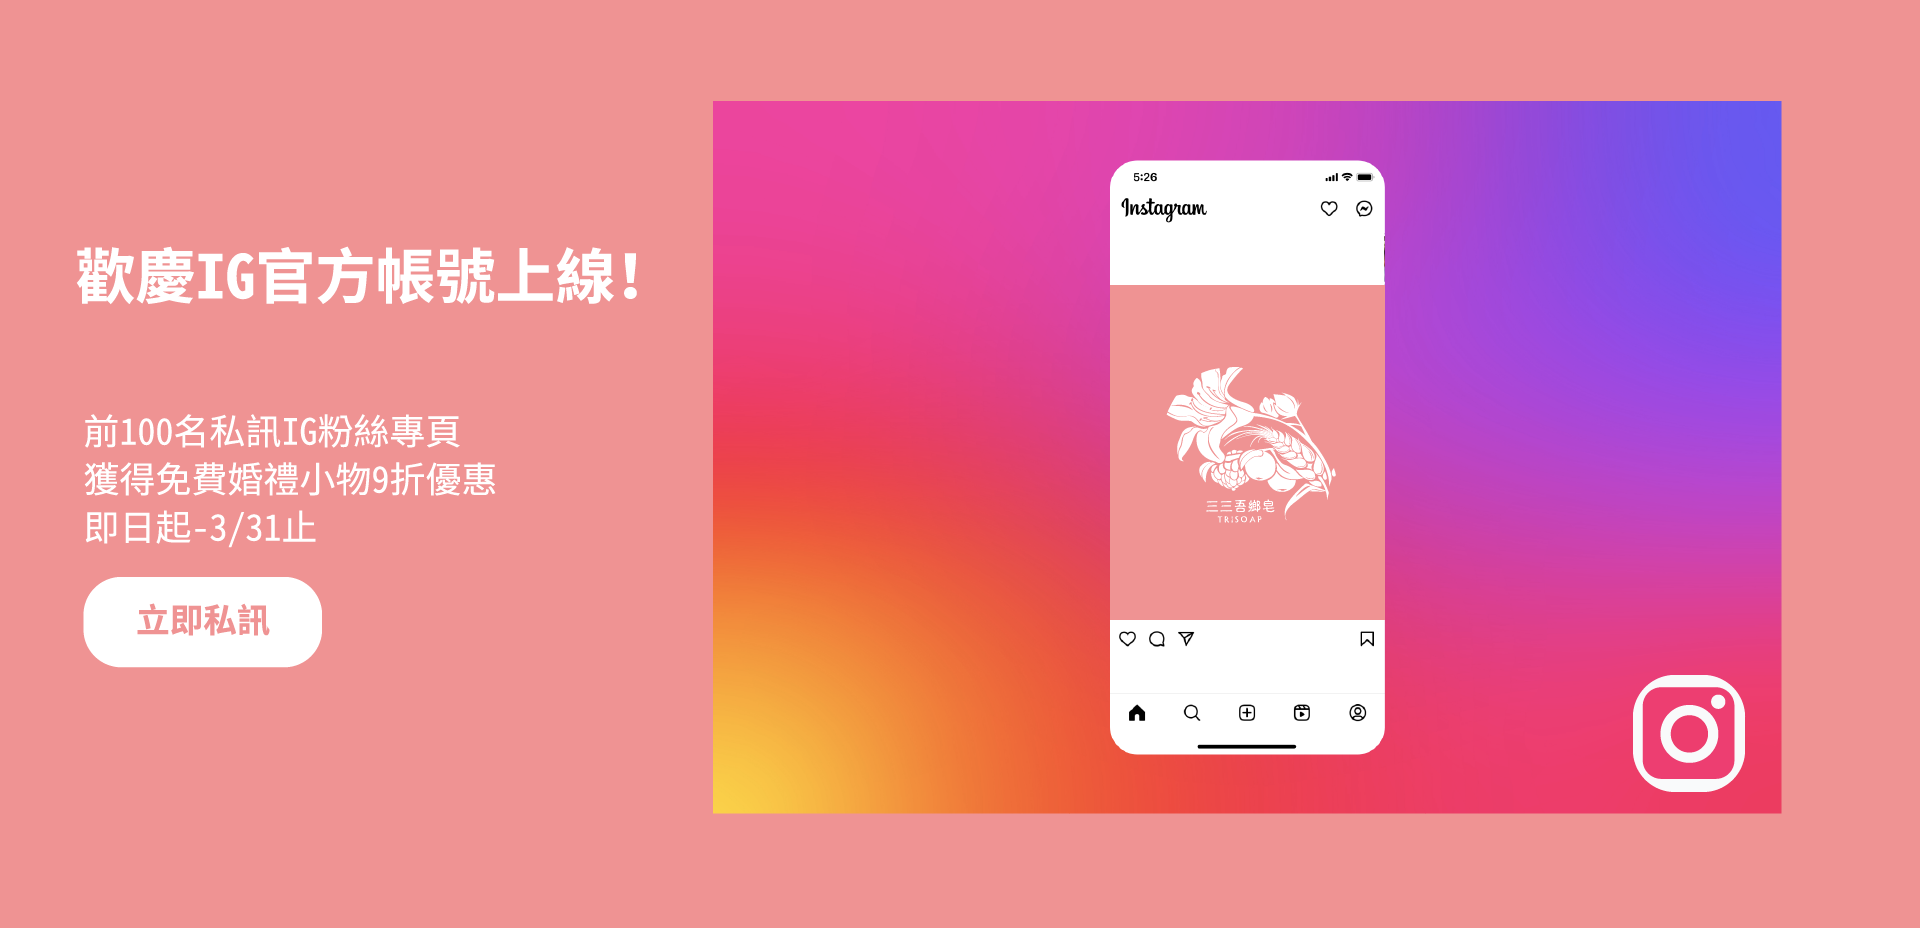 歡慶IG官方帳號上線!
前100名私訊IG粉絲專頁
獲得免費婚禮小物9折優惠
即日起-3/31止
立即私訊
5:26
Instagram
三三吾鄉皂
TRISOAP